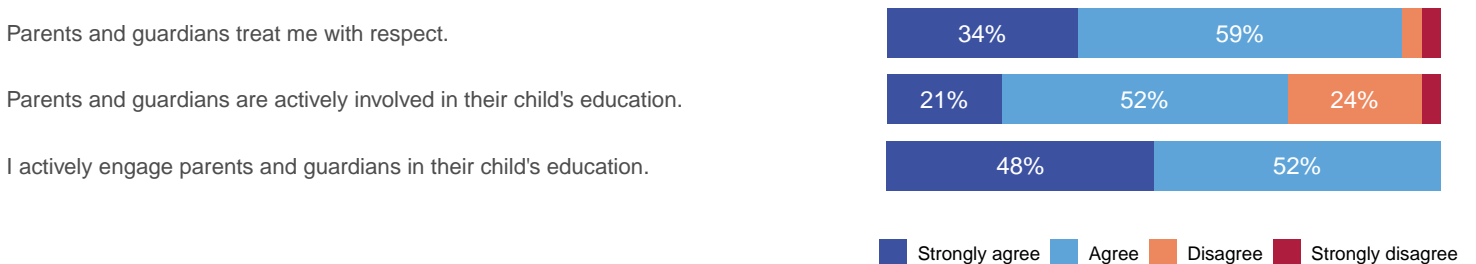 Parents and guardians treat me with respect. 34% 59%
Parents and guardians are actively involved in their child's education. 21% 52% 24%
I actively engage parents and guardians in their child's education. 48% 52%
Strongly agree Agree Disagree Strongly disagree